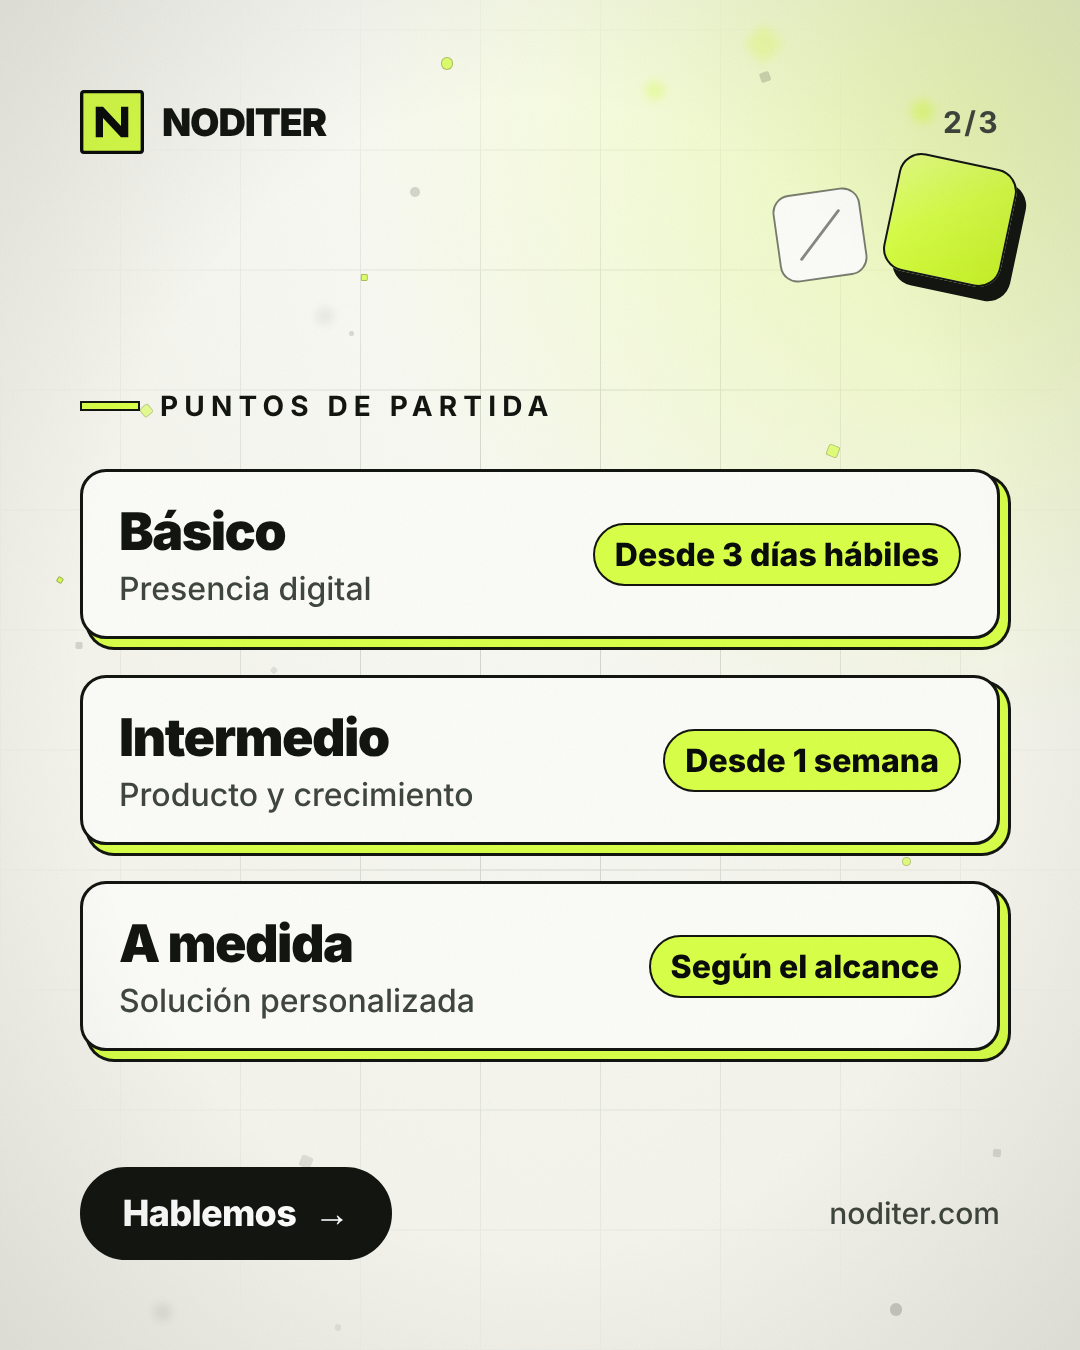 N NODITER
2/3
PUNTOS DE PARTIDA
Básico
Presencia digital
Desde 3 días hábiles
Intermedio
Producto y crecimiento
Desde 1 semana
A medida
Solución personalizada
Según el alcance
Hablemos →
noditer.com